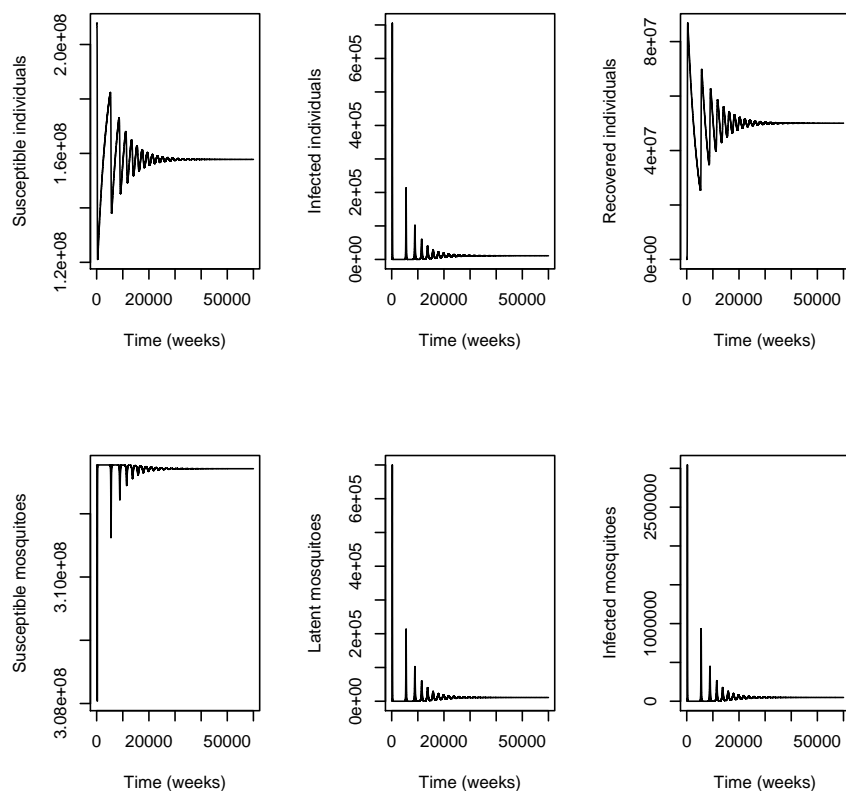 Susceptible individuals
1.2e+08 1.6e+08 2.0e+08
0 20000 50000
Time (weeks)
Infected individuals
0e+00 2e+05 4e+05 6e+05
0 20000 50000
Time (weeks)
Recovered individuals
0e+00 4e+07 8e+07
0 20000 50000
Time (weeks)
Susceptible mosquitoes
3.08e+08 3.10e+08
0 20000 50000
Time (weeks)
Latent mosquitoes
0e+00 2e+05 4e+05 6e+05
0 20000 50000
Time (weeks)
Infected mosquitoes
0 1000000 2500000
0 20000 50000
Time (weeks)